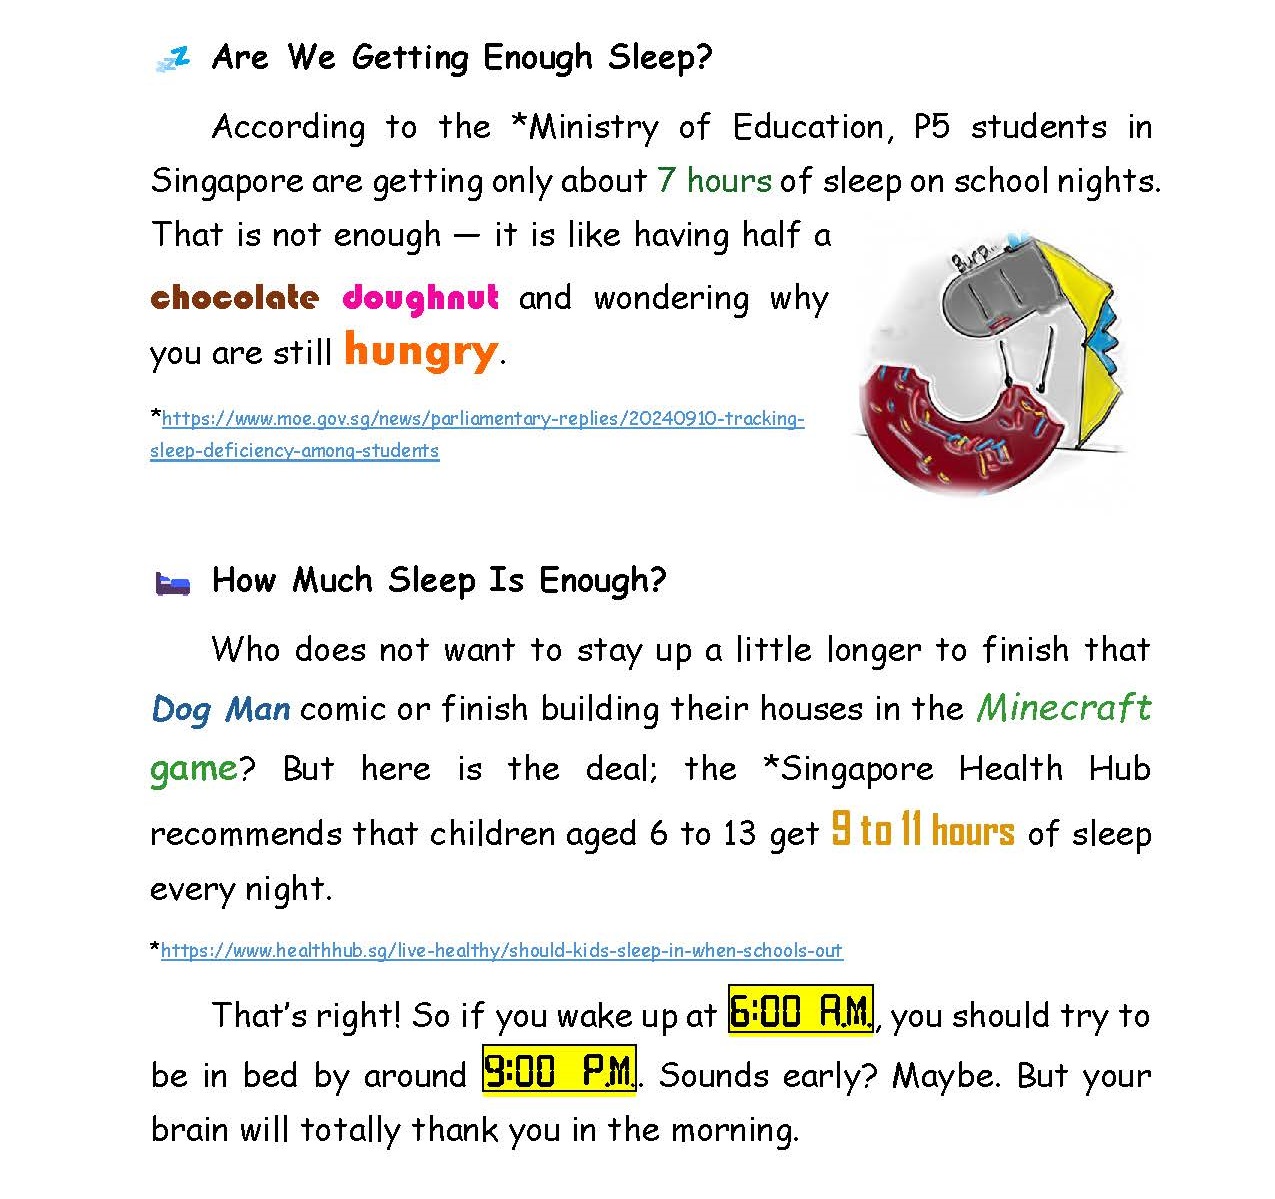 Are We Getting Enough Sleep?
According to the *Ministry of Education, P5 students in
Singapore are getting only about 7 hours of sleep on school nights.
That is not enough — it is like having half a
chocolate doughnut and wondering why
you are still hungry.
Burp...
*https://www.moe.gov.sg/news/parliamentary-replies/20240910-tracking-
sleep-deficiency-among-students
How Much Sleep Is Enough?
Who does not want to stay up a little longer to finish that
Dog Man comic or finish building their houses in the Minecraft
game? But here is the deal; the *Singapore Health Hub
recommends that children aged 6 to 13 get 9 to 11 hours of sleep
every night.
*https://www.healthhub.sg/live-healthy/should-kids-sleep-in-when-schools-out
That's right! So if you wake up at 6:00 A.M., you should try to
be in bed by around 9:00 P.M.. Sounds early? Maybe. But your
brain will totally thank you in the morning.